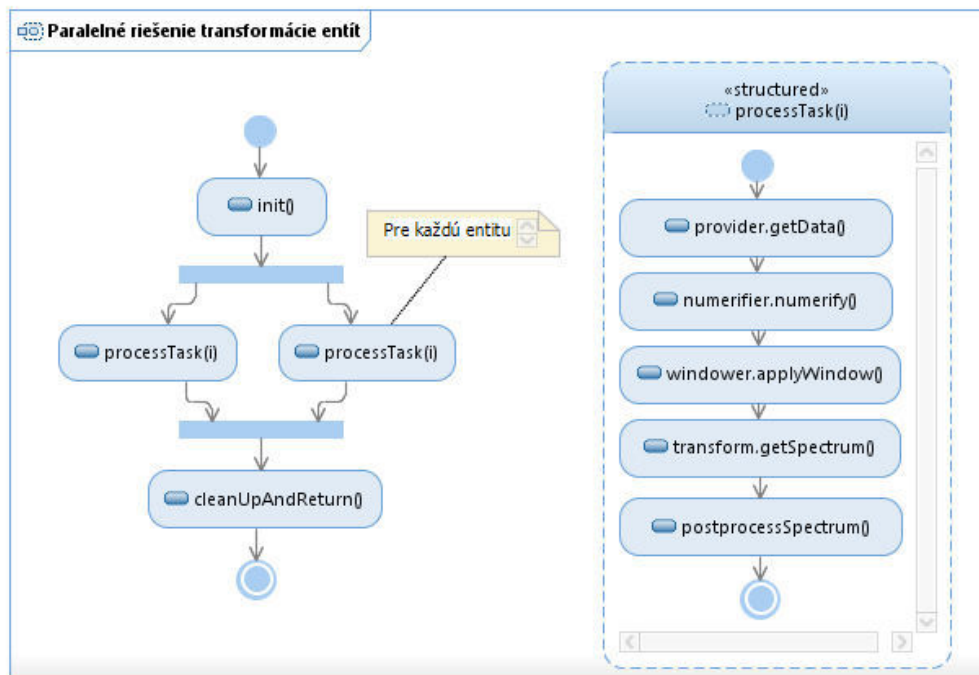 Paralelné riešenie transformácie entít
init()
Pre každú entitu
processTask(i)
processTask(i)
cleanUpAndReturn()
«structured»
processTask(i)
provider.getData()
numerifier.numerify()
windower.applyWindow()
transform.getSpectrum()
postprocessSpectrum()